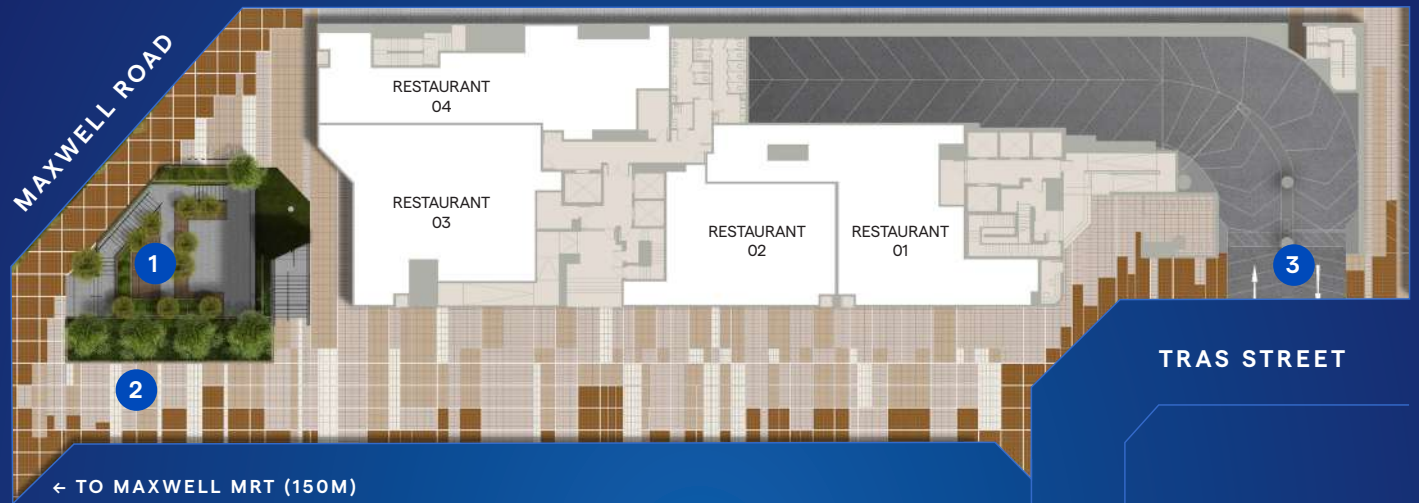 MAXWELL ROAD
RESTAURANT
04
RESTAURANT
03
RESTAURANT
02
RESTAURANT
01
1
2
3
TRAS STREET
← TO MAXWELL MRT (150M)